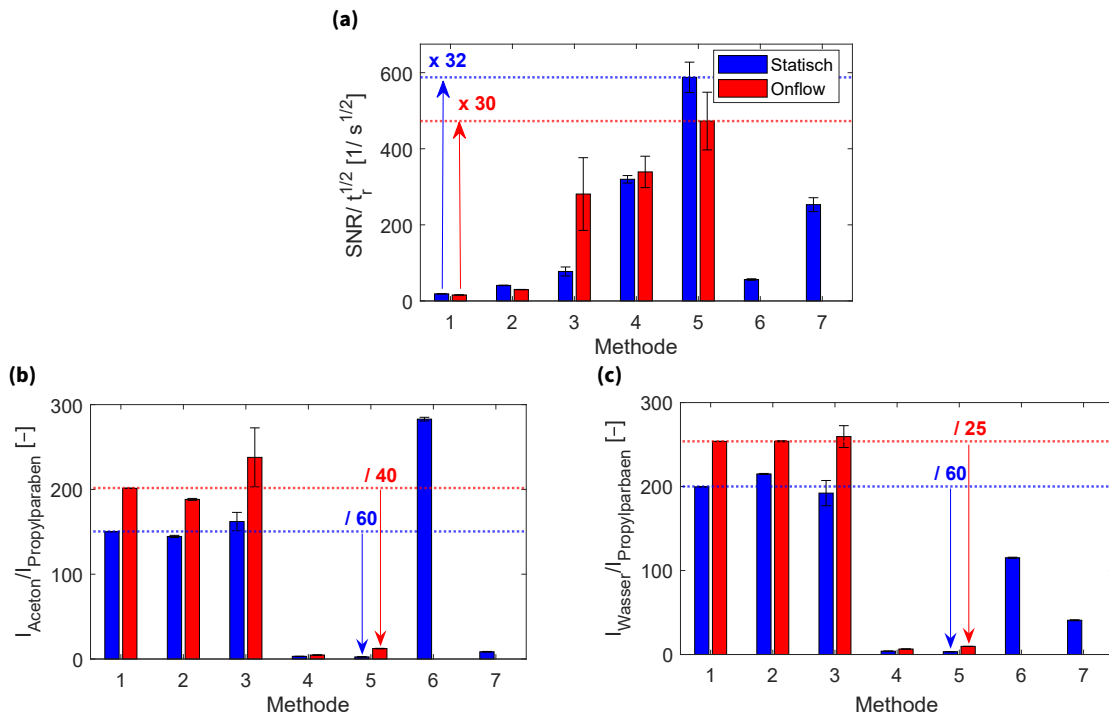 (a)
x 32
x 30
Statisch
Onflow
600
400
200
0
SNR/ t_r^1/2 [1/ s^1/2]
1 2 3 4 5 6 7
Methode
(b)
300
200
100
0
I_Aceton/I_Propylparaben [−]
/ 40
/ 60
1 2 3 4 5 6 7
Methode
(c)
300
200
100
0
I_Wasser/I_Propylparbaen [−]
/ 25
/ 60
1 2 3 4 5 6 7
Methode